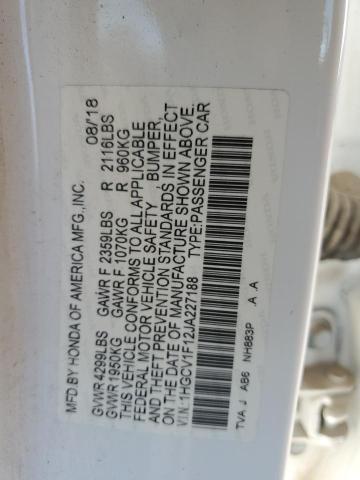 MFD BY HONDA OF AMERICA MFG., INC. 08/'18
GVWR 4299LBS GAWR F 2359LBS R 2116LBS
GVWR 1950KG GAWR F 1070KG R 960KG
THIS VEHICLE CONFORMS TO ALL APPLICABLE
FEDERAL MOTOR VEHICLE SAFETY BUMPER,
AND THEFT PREVENTION STANDARDS IN EFFECT
ON THE DATE OF MANUFACTURE SHOWN ABOVE.
V.I.N.:1HGCV1F12JA227188 TYPE:PASSENGER CAR
TVA J AB6 NH883P .A .A